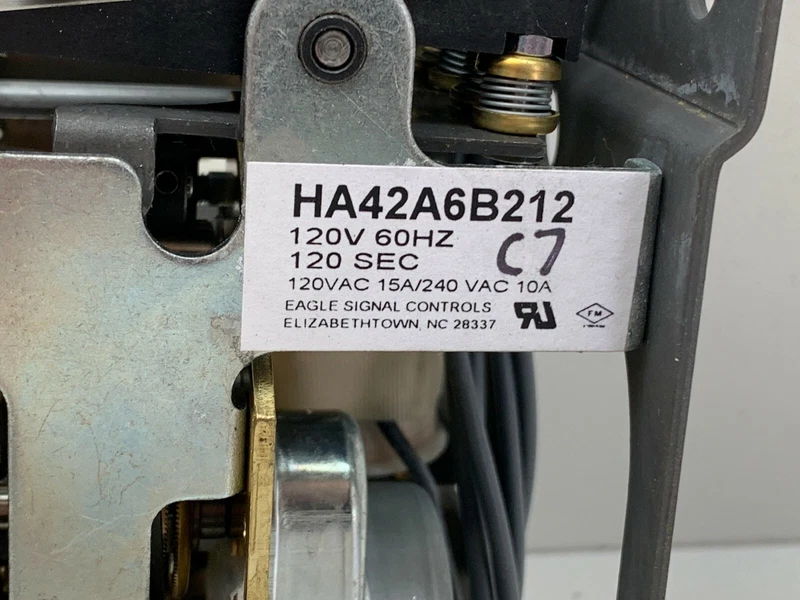 HA42A6B212
120V 60HZ
120 SEC
C7
120VAC 15A/240 VAC 10A
EAGLE SIGNAL CONTROLS
ELIZABETHTOWN, NC 28337
FM